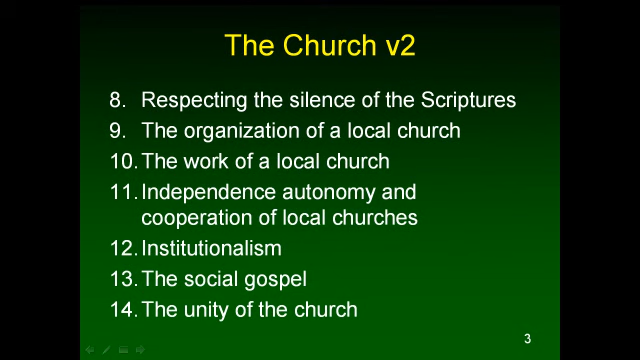 The Church v2
8. Respecting the silence of the Scriptures
9. The organization of a local church
10. The work of a local church
11. Independence autonomy and
cooperation of local churches
12. Institutionalism
13. The social gospel
14. The unity of the church
3